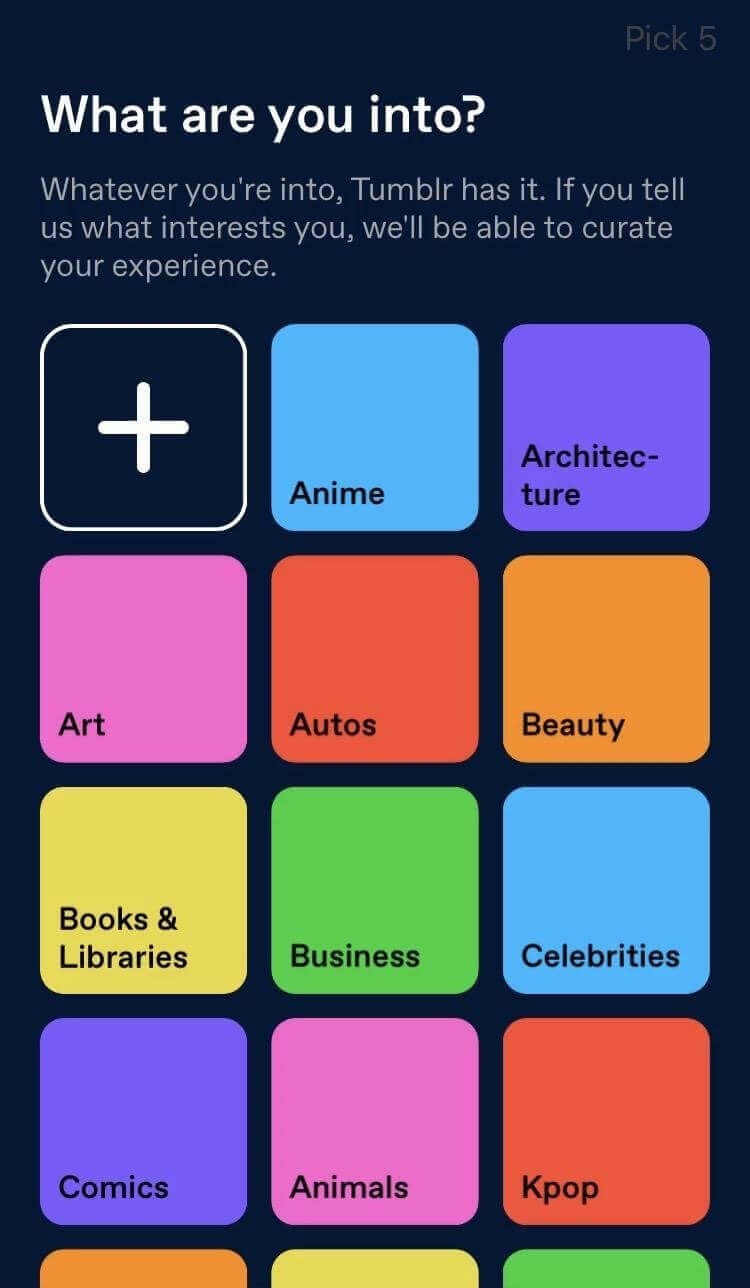 Pick 5
What are you into?
Whatever you're into, Tumblr has it. If you tell
us what interests you, we'll be able to curate
your experience.
Anime
Architec-
ture
Art
Autos
Beauty
Books &
Libraries
Business
Celebrities
Comics
Animals
Kpop